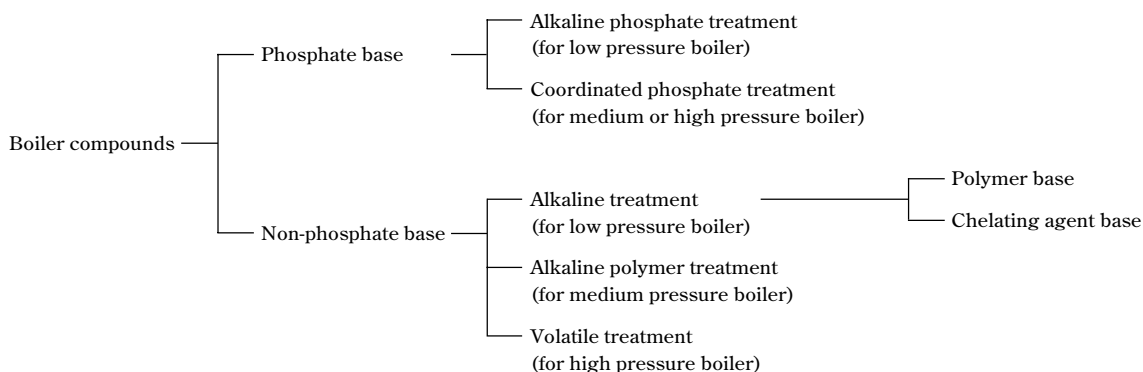 Boiler compounds
Phosphate base
Alkaline phosphate treatment
(for low pressure boiler)
Coordinated phosphate treatment
(for medium or high pressure boiler)
Non-phosphate base
Alkaline treatment
(for low pressure boiler)
Polymer base
Chelating agent base
Alkaline polymer treatment
(for medium pressure boiler)
Volatile treatment
(for high pressure boiler)